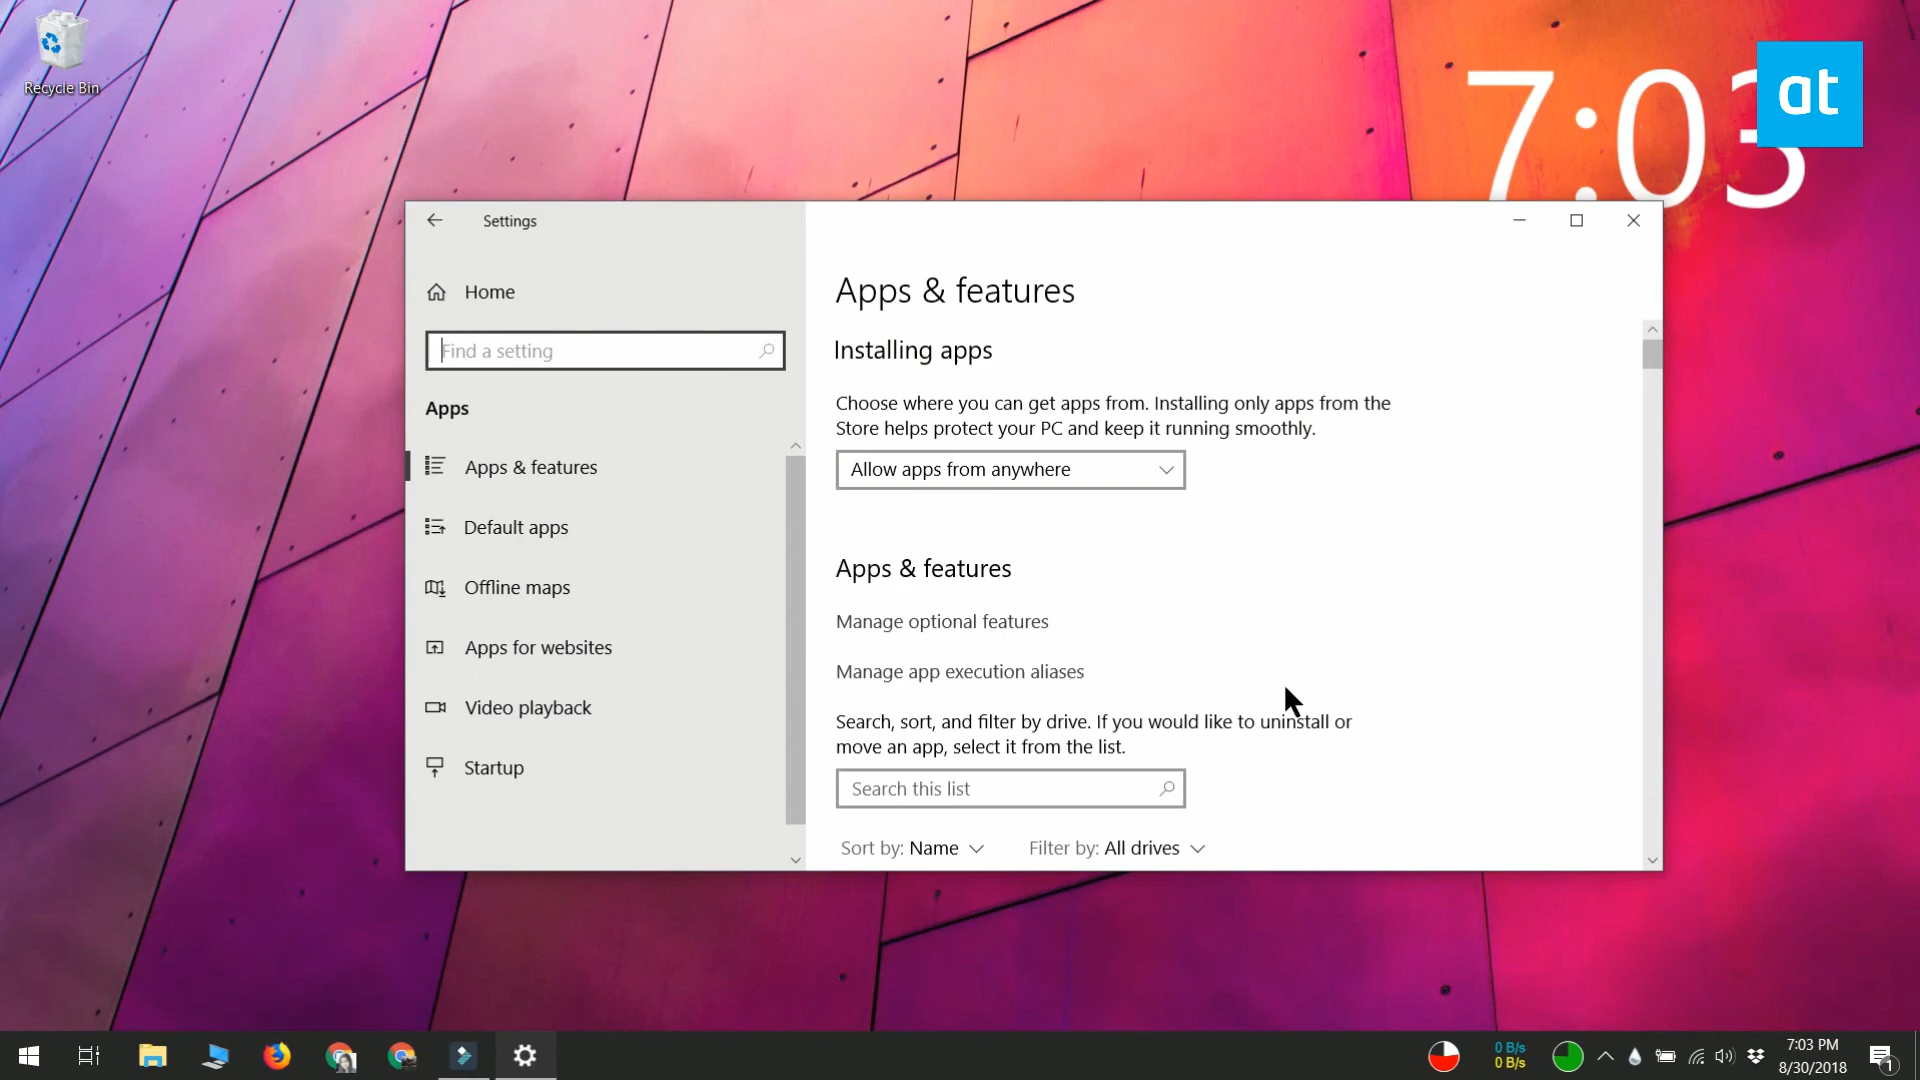 Recycle Bin
7:03
at
Settings
Home
Find a setting
Apps
Apps & features
Default apps
Offline maps
Apps for websites
Video playback
Startup
Apps & features
Installing apps
Choose where you can get apps from. Installing only apps from the
Store helps protect your PC and keep it running smoothly.
Allow apps from anywhere
Apps & features
Manage optional features
Manage app execution aliases
Search, sort, and filter by drive. If you would like to uninstall or
move an app, select it from the list.
Search this list
Sort by: Name
Filter by: All drives
0 B/s
0 B/s
7:03 PM
8/30/2018
1